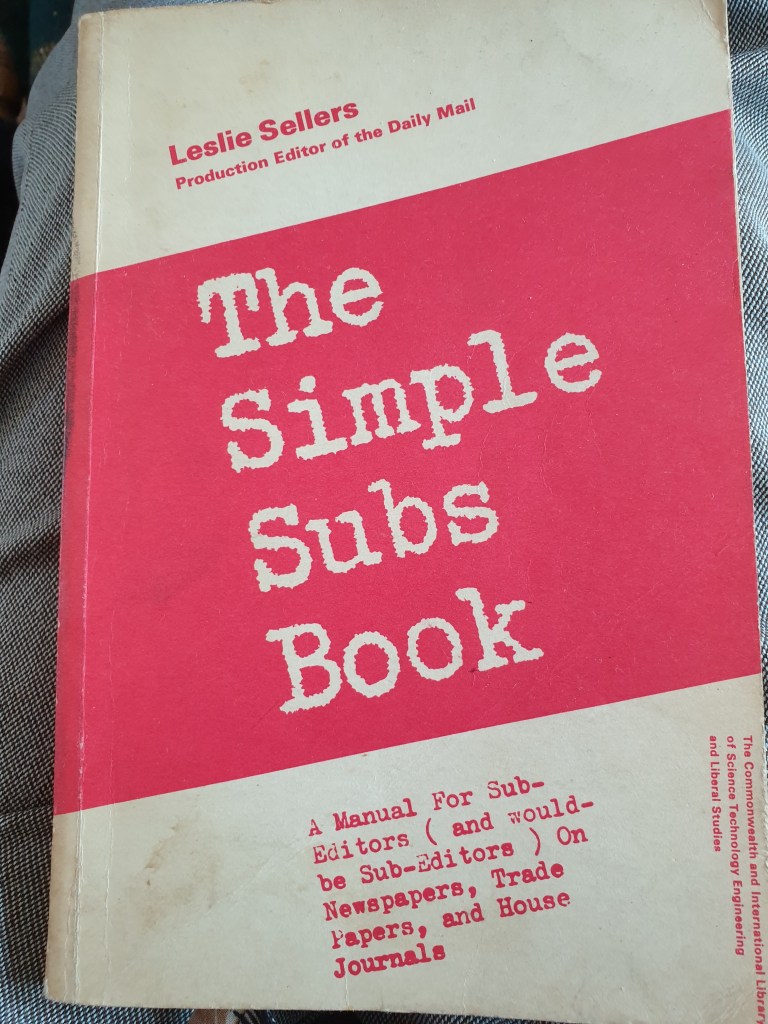 Leslie Sellers
Production Editor of the Daily Mail
The
Simple
Subs
Book
A Manual For Sub-
Editors ( and would-
be Sub-Editors ) On
Newspapers, Trade
Papers, and House
Journals
The Commonwealth and International Library
of Science Technology Engineering
and Liberal Studies